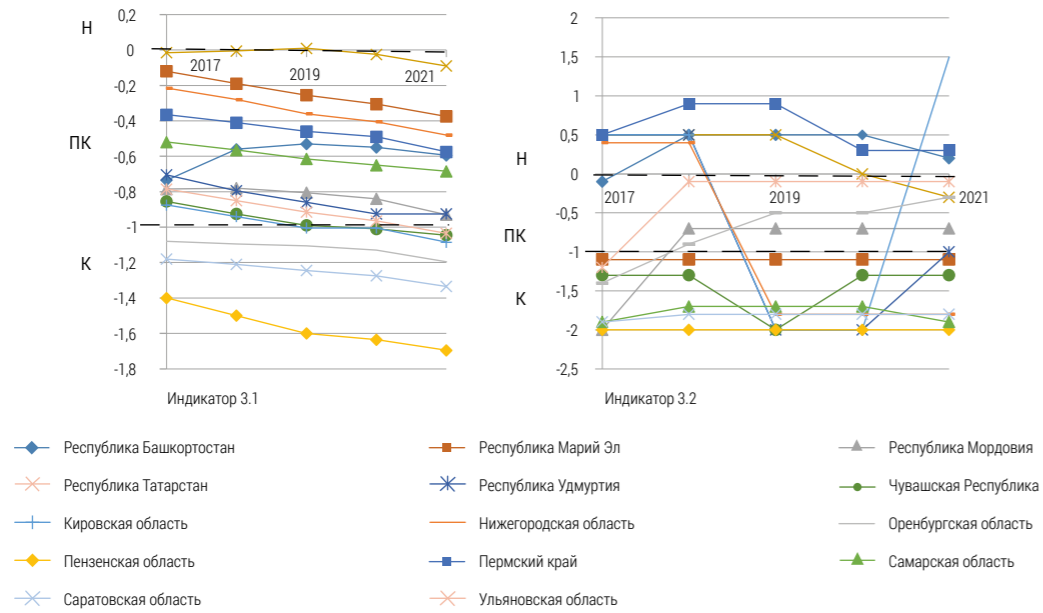 0,2
Н
0
2017
2019
2021
-0,2
-0,4
ПК
-0,6
-0,8
-1
К
-1,2
-1,4
-1,6
-1,8
Индикатор 3.1
2
1,5
1
0,5
Н
0
2017
2019
2021
-0,5
ПК
-1
К
-1,5
-2
-2,5
Индикатор 3.2
Республика Башкортостан
Республика Марий Эл
Республика Мордовия
Республика Татарстан
Республика Удмуртия
Чувашская Республика
Кировская область
Нижегородская область
Оренбургская область
Пензенская область
Пермский край
Самарская область
Саратовская область
Ульяновская область